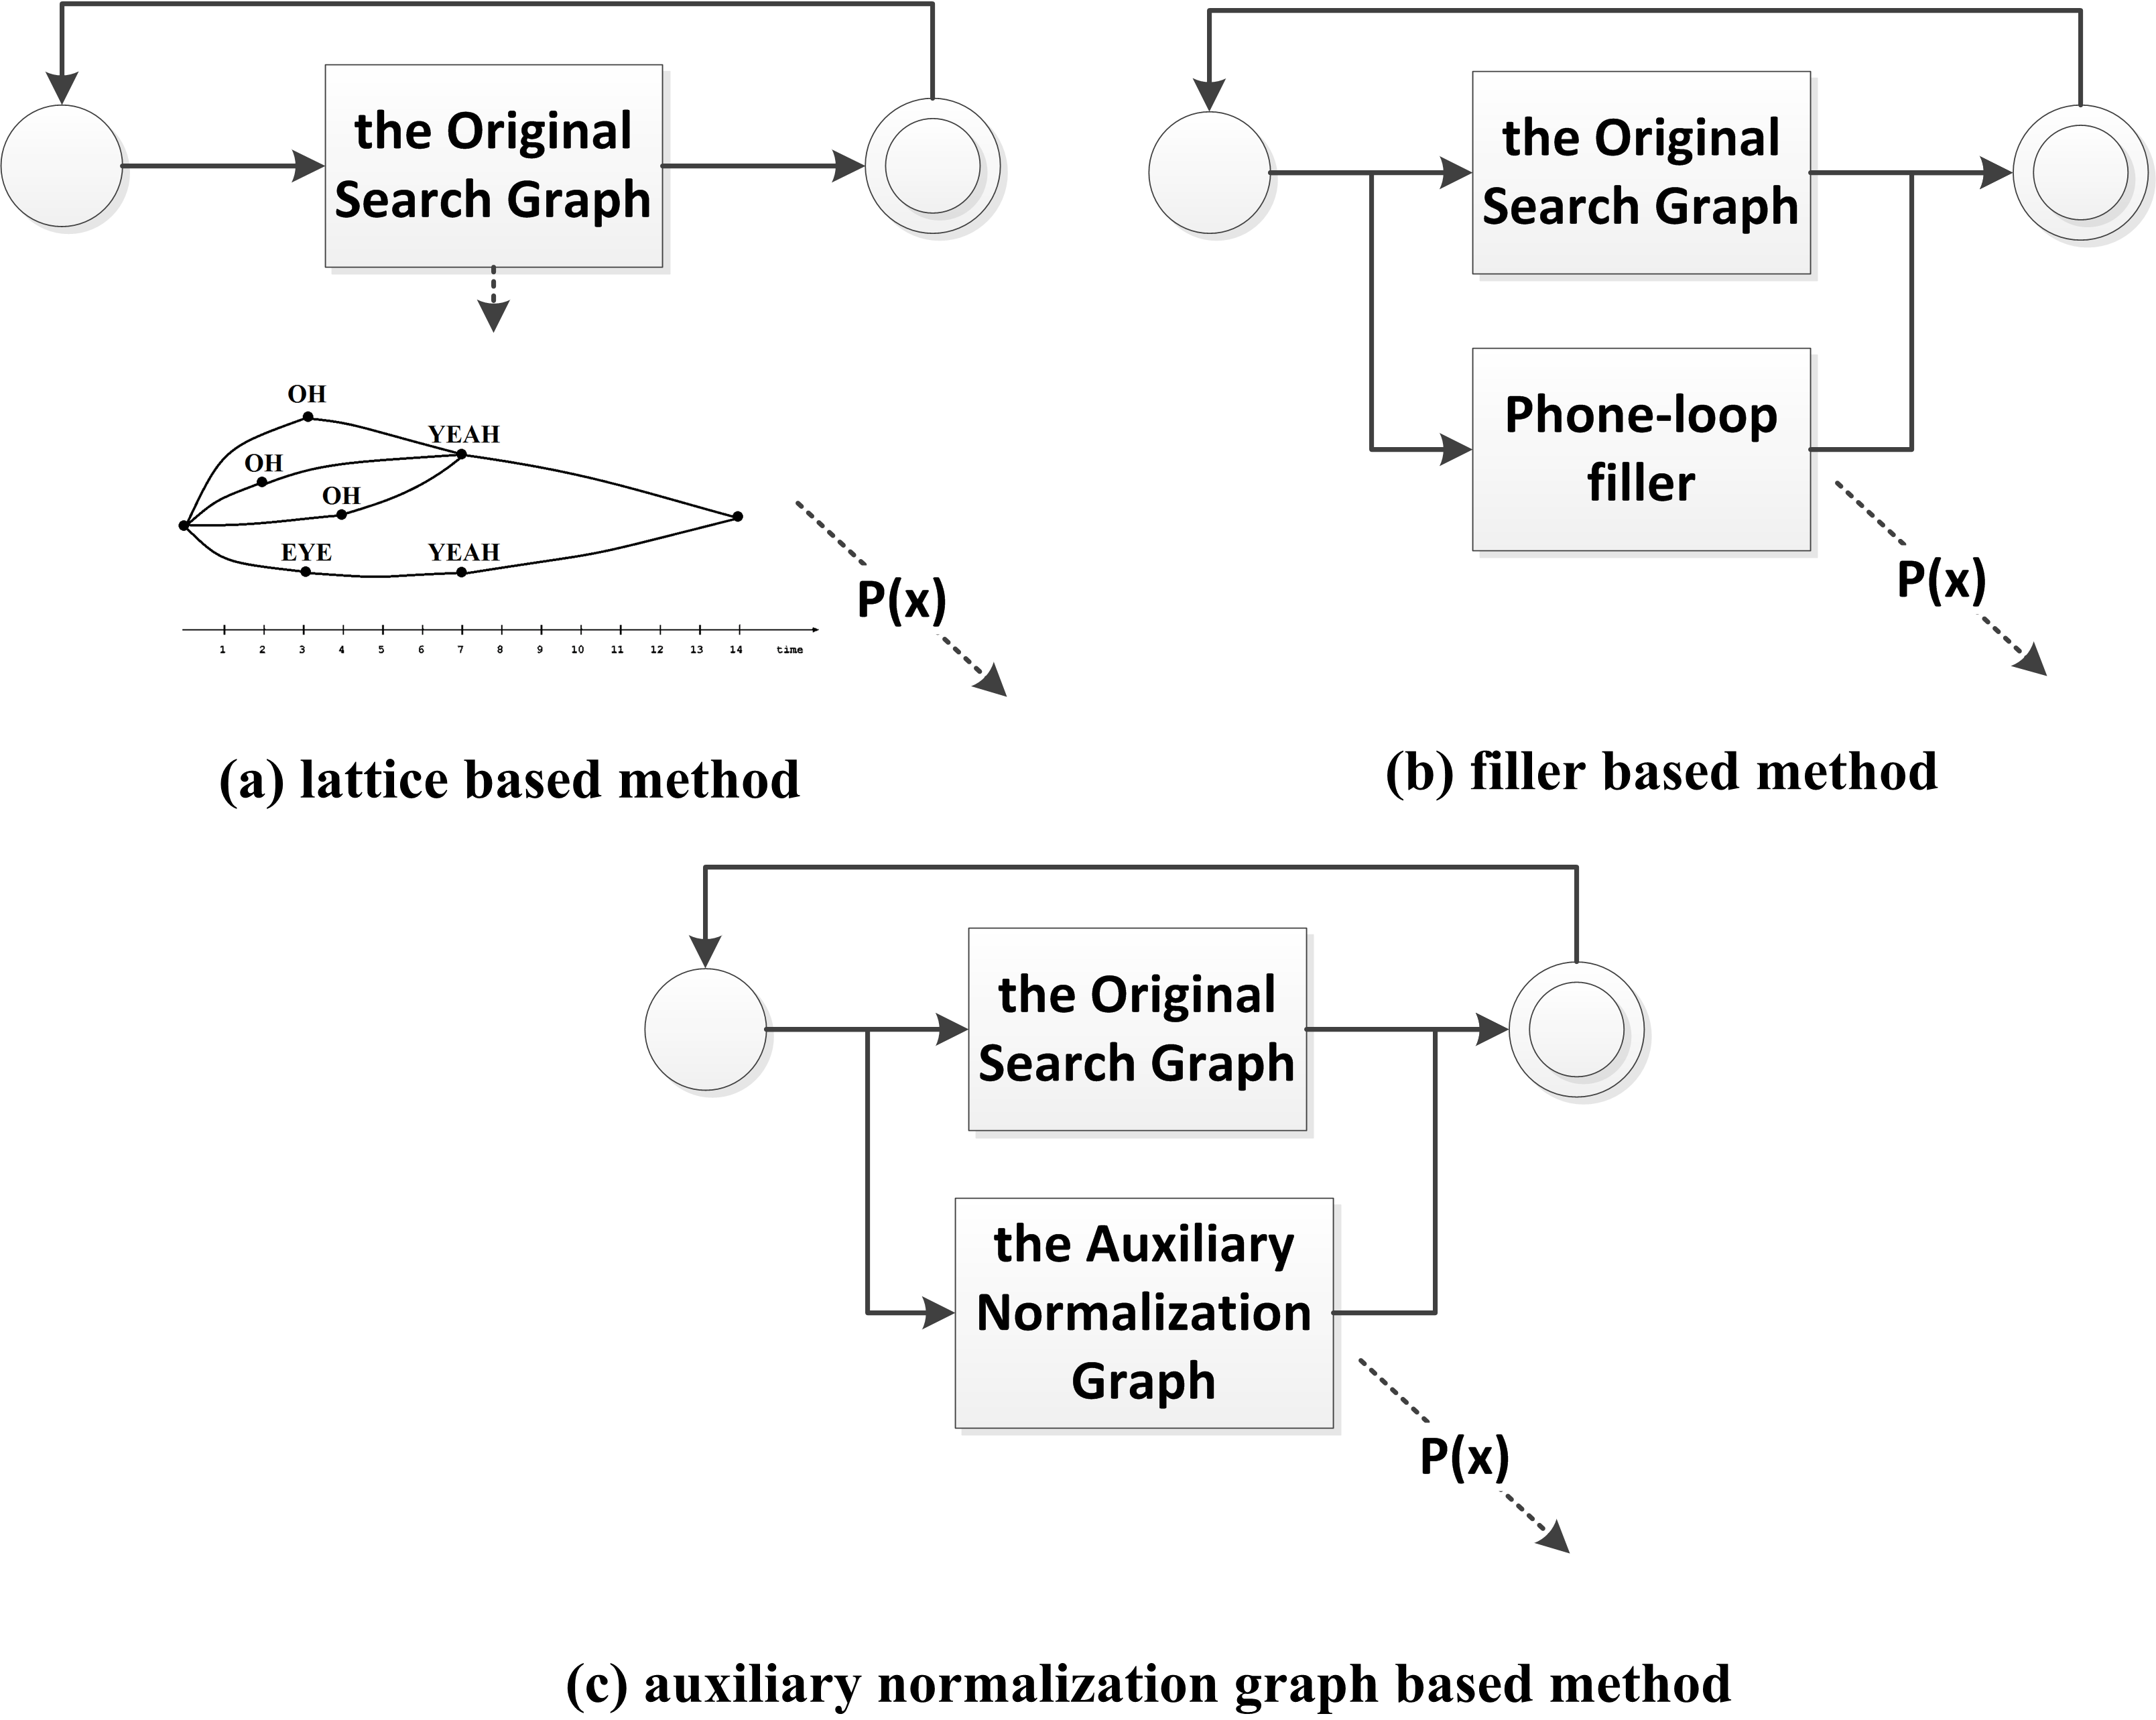 the Original
Search Graph
OH
YEAH
OH
OH
EYE
YEAH
1 2 3 4 5 6 7 8 9 10 11 12 13 14 time
P(x)
(a) lattice based method
the Original
Search Graph
Phone-loop
filler
P(x)
(b) filler based method
the Original
Search Graph
the Auxiliary
Normalization
Graph
P(x)
(c) auxiliary normalization graph based method